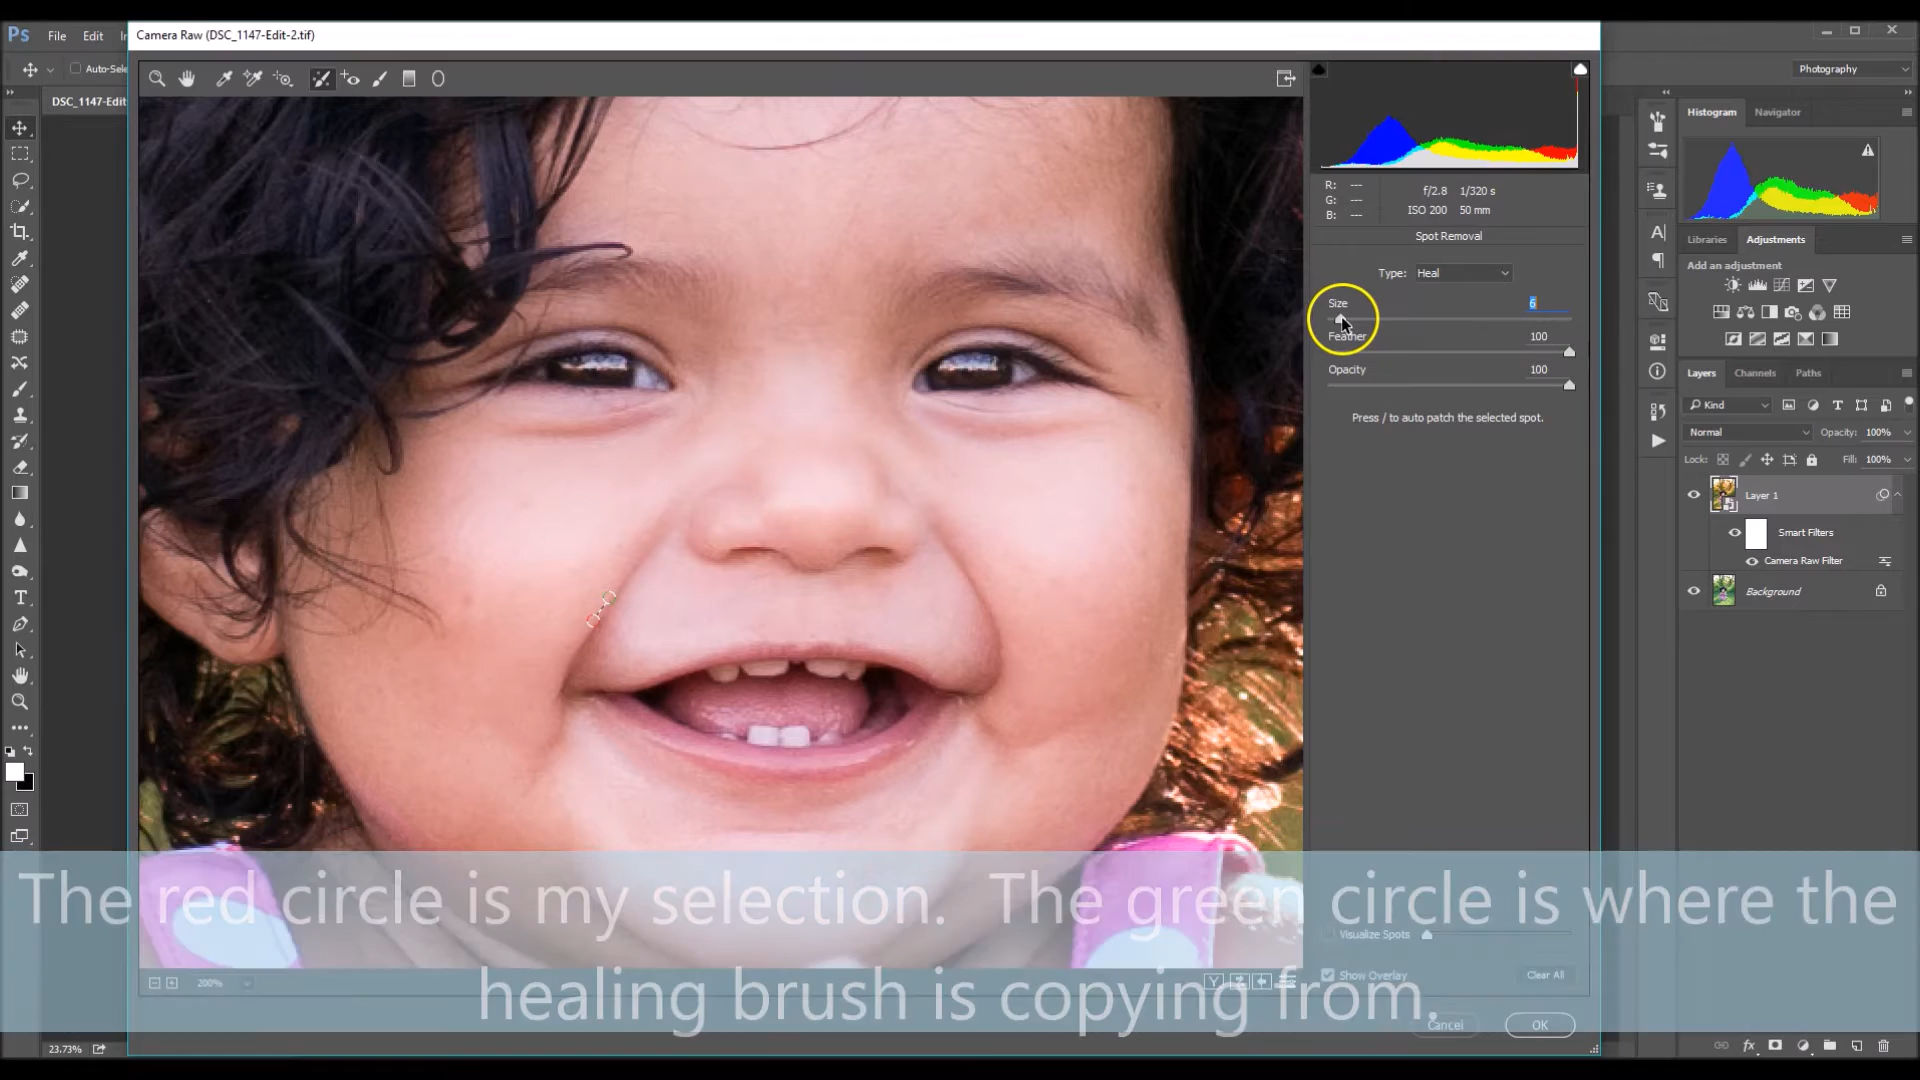 Ps File Edit
Camera Raw (DSC_1147-Edit-2.tif)
Auto-Sele
Photography
DSC_1147-Edit
Histogram Navigator
R: ---
G: ---
B: ---
f/2.8 1/320 s
ISO 200 50 mm
Spot Removal
Type: Heal
Size 6
Feather 100
Opacity 100
Press / to auto patch the selected spot.
Libraries Adjustments
Add an adjustment
Layers Channels Paths
Kind
Normal Opacity: 100%
Lock: Fill: 100%
Layer 1
Smart Filters
Camera Raw Filter
Background
The red circle is my selection. The green circle is where the
healing brush is copying from.
Visualize Spots
Show Overlay Clear All
200%
Cancel OK
23.73%